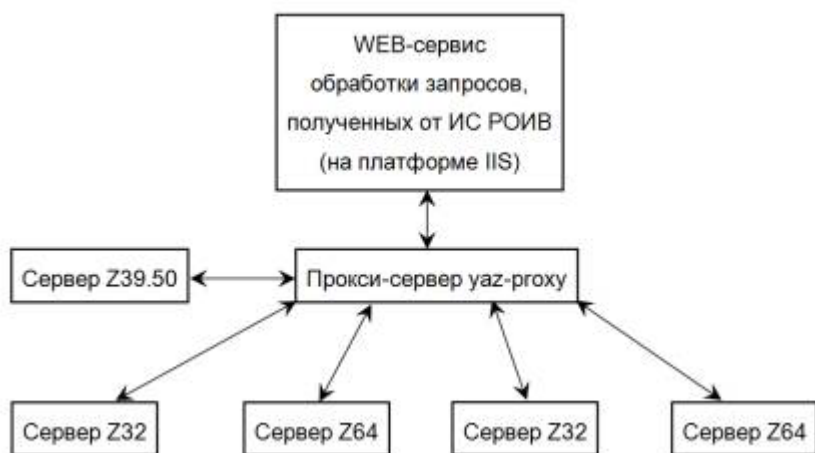 WEB-сервис
обработки запросов,
полученных от ИС РОИВ
(на платформе IIS)
Сервер Z39.50
Прокси-сервер yaz-proxy
Сервер Z32
Сервер Z64
Сервер Z32
Сервер Z64